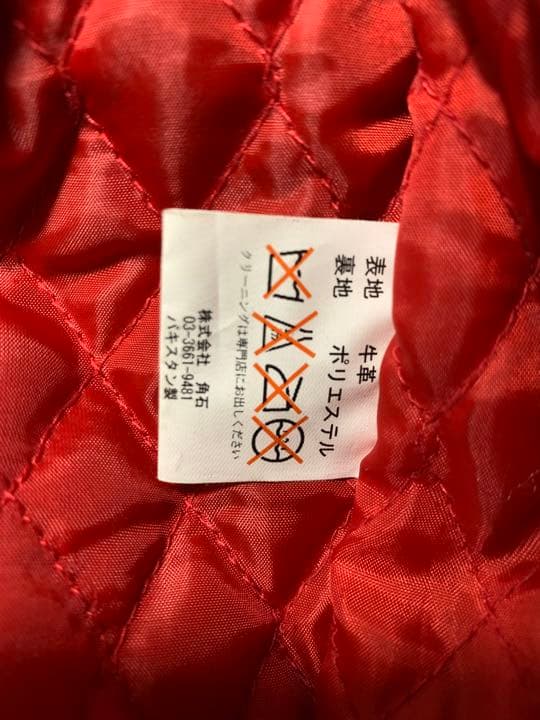 表地 牛革
裏地 ポリエステル
クリーニングは専門店にお出しください
株式会社 角石
03-3661-9481
パキスタン製